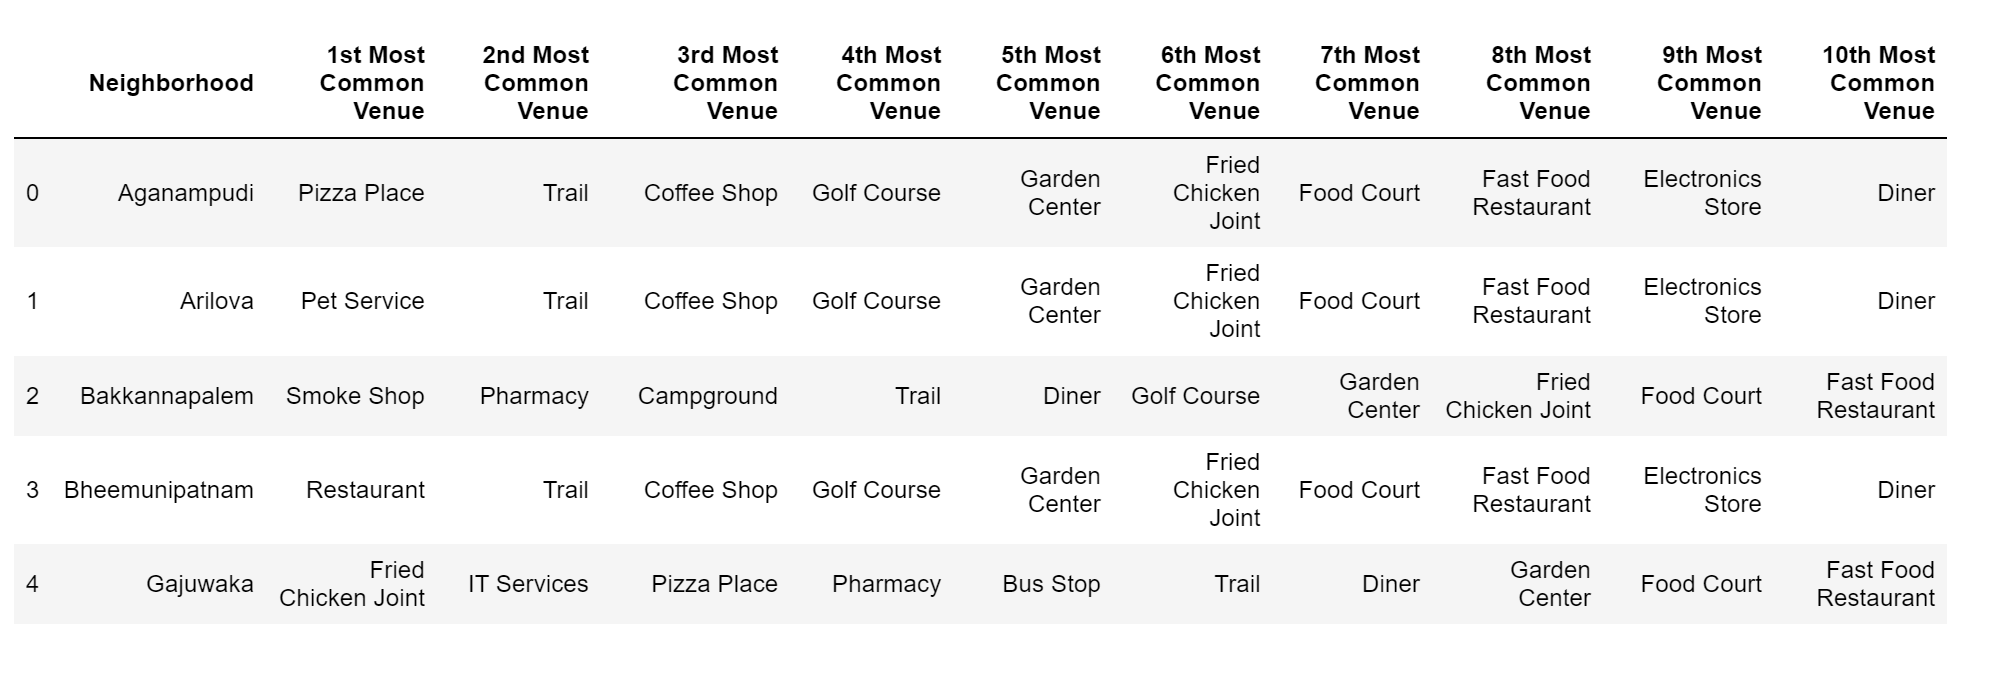 Neighborhood 1st Most Common Venue 2nd Most Common Venue 3rd Most Common Venue 4th Most Common Venue 5th Most Common Venue 6th Most Common Venue 7th Most Common Venue 8th Most Common Venue 9th Most Common Venue 10th Most Common Venue
0 Aganampudi Pizza Place Trail Coffee Shop Golf Course Garden Center Fried Chicken Joint Food Court Fast Food Restaurant Electronics Store Diner
1 Arilova Pet Service Trail Coffee Shop Golf Course Garden Center Fried Chicken Joint Food Court Fast Food Restaurant Electronics Store Diner
2 Bakkannapalem Smoke Shop Pharmacy Campground Trail Diner Golf Course Garden Center Fried Chicken Joint Food Court Fast Food Restaurant
3 Bheemunipatnam Restaurant Trail Coffee Shop Golf Course Garden Center Fried Chicken Joint Food Court Fast Food Restaurant Electronics Store Diner
4 Gajuwaka Fried Chicken Joint IT Services Pizza Place Pharmacy Bus Stop Trail Diner Garden Center Food Court Fast Food Restaurant